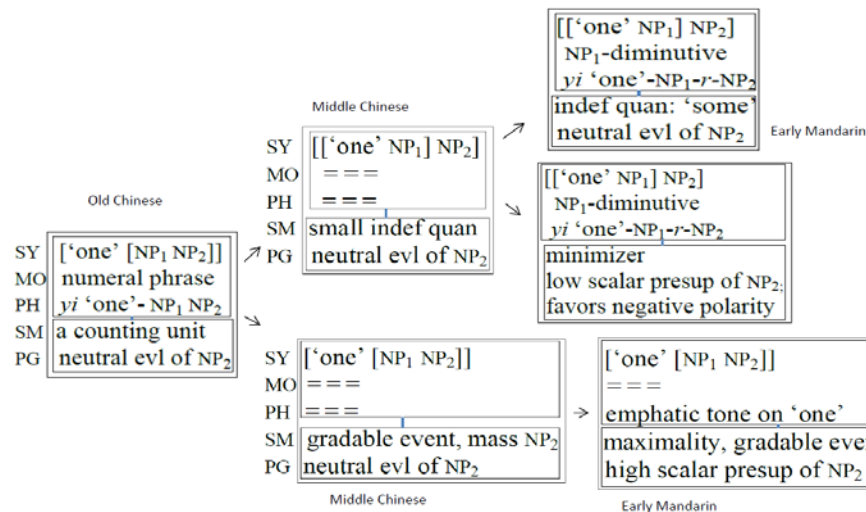 Old Chinese
SY [‘one’ [NP₁ NP₂]]
MO numeral phrase
PH yi ‘one’- NP₁ NP₂
SM a counting unit
PG neutral evl of NP₂
Middle Chinese
SY [[‘one’ NP₁] NP₂]
MO ===
PH ===
SM small indef quan
PG neutral evl of NP₂
[[‘one’ NP₁] NP₂]
NP₁-diminutive
yi ‘one’-NP₁-r-NP₂
indef quan: ‘some’
neutral evl of NP₂
Early Mandarin
[[‘one’ NP₁] NP₂]
NP₁-diminutive
yi ‘one’-NP₁-r-NP₂
minimizer
low scalar presup of NP₂;
favors negative polarity
SY [‘one’ [NP₁ NP₂]]
MO ===
PH ===
SM gradable event, mass NP₂
PG neutral evl of NP₂
Middle Chinese
[‘one’ [NP₁ NP₂]]
===
emphatic tone on ‘one’
maximality, gradable eve
high scalar presup of NP₂
Early Mandarin